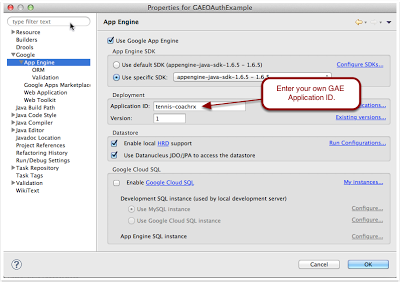 Properties for GAEOAuthExample
type filter text
App Engine
Resource
Builders
Drools
Google
App Engine
ORM
Validation
Google Apps Marketplace
Web Application
Web Toolkit
Java Build Path
Java Code Style
Java Compiler
Java Editor
Javadoc Location
Project References
Refactoring History
Run/Debug Settings
Task Repository
Task Tags
Validation
WikiText
Use Google App Engine
App Engine SDK
Use default SDK (appengine-java-sdk-1.6.5 - 1.6.5)
Configure SDKs...
Use specific SDK:
appengine-java-sdk-1.6.5 - 1.6.5
Enter your own GAE
Application ID.
Deployment
Application ID:
tennis-coachrx
Version:
1
Existing versions...
Datastore
Enable local HRD support
Run Configurations...
Use Datanucleus JDO/JPA to access the datastore
Google Cloud SQL
Enable Google Cloud SQL
My instances...
Development SQL instance (used by local development server)
Use MySQL instance
Configure...
Use Google Cloud SQL instance
Configure...
App Engine SQL instance
Configure...
?
Cancel
OK